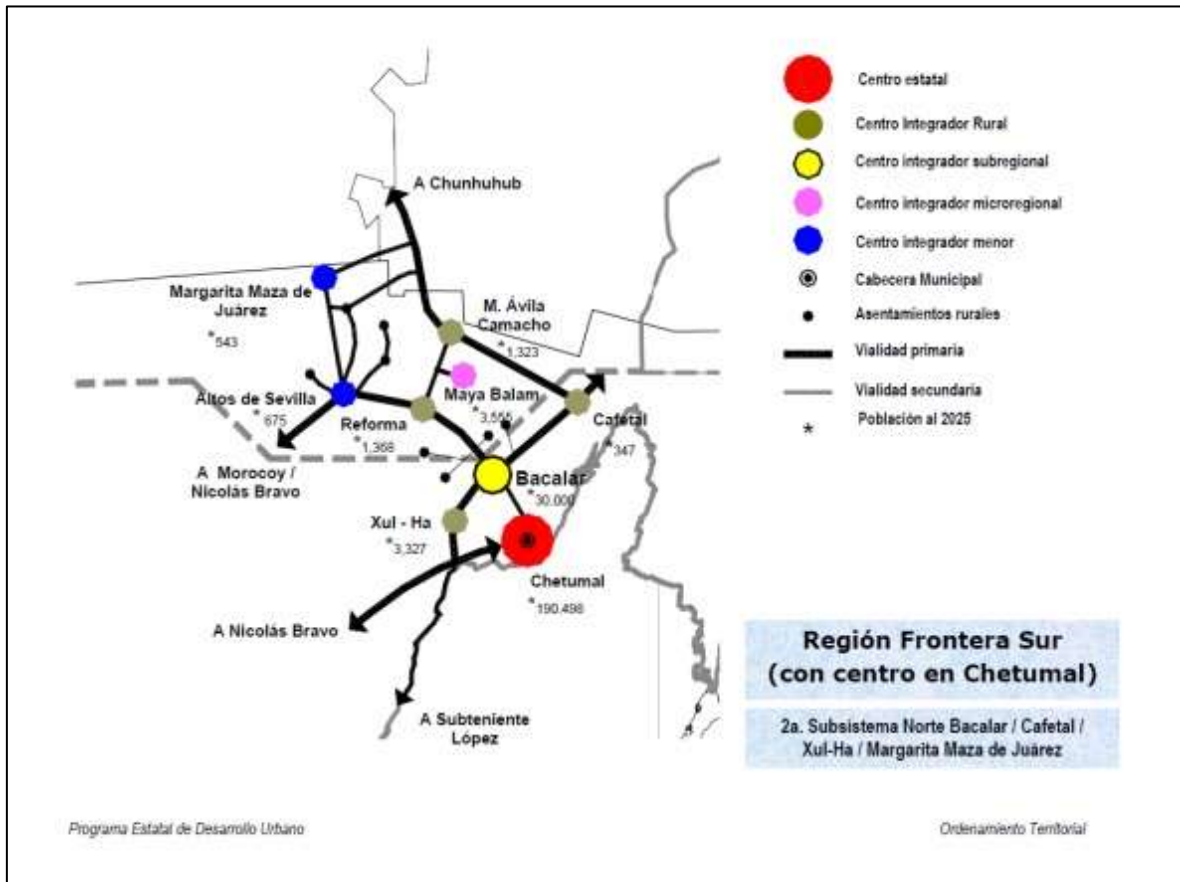 A Chunhuhub
Margarita Maza de
Juárez
*543
M. Ávila
Camacho
*1,323
Altos de Sevilla
*675
Reforma
*1,368
Maya Balam
*3,555
Cafetal
*347
A Morocoy /
Nicolás Bravo
Bacalar
*30.000
Xul - Ha
*3,327
Chetumal
*190.498
A Nicolás Bravo
A Subteniente
López
Centro estatal
Centro Integrador Rural
Centro integrador subregional
Centro integrador microregional
Centro integrador menor
Cabecera Municipal
Asentamientos rurales
Vialidad primaria
Vialidad secundaria
* Población al 2025
Región Frontera Sur
(con centro en Chetumal)
2a. Subsistema Norte Bacalar / Cafetal /
Xul-Ha / Margarita Maza de Juárez
Programa Estatal de Desarrollo Urbano
Ordenamiento Territorial